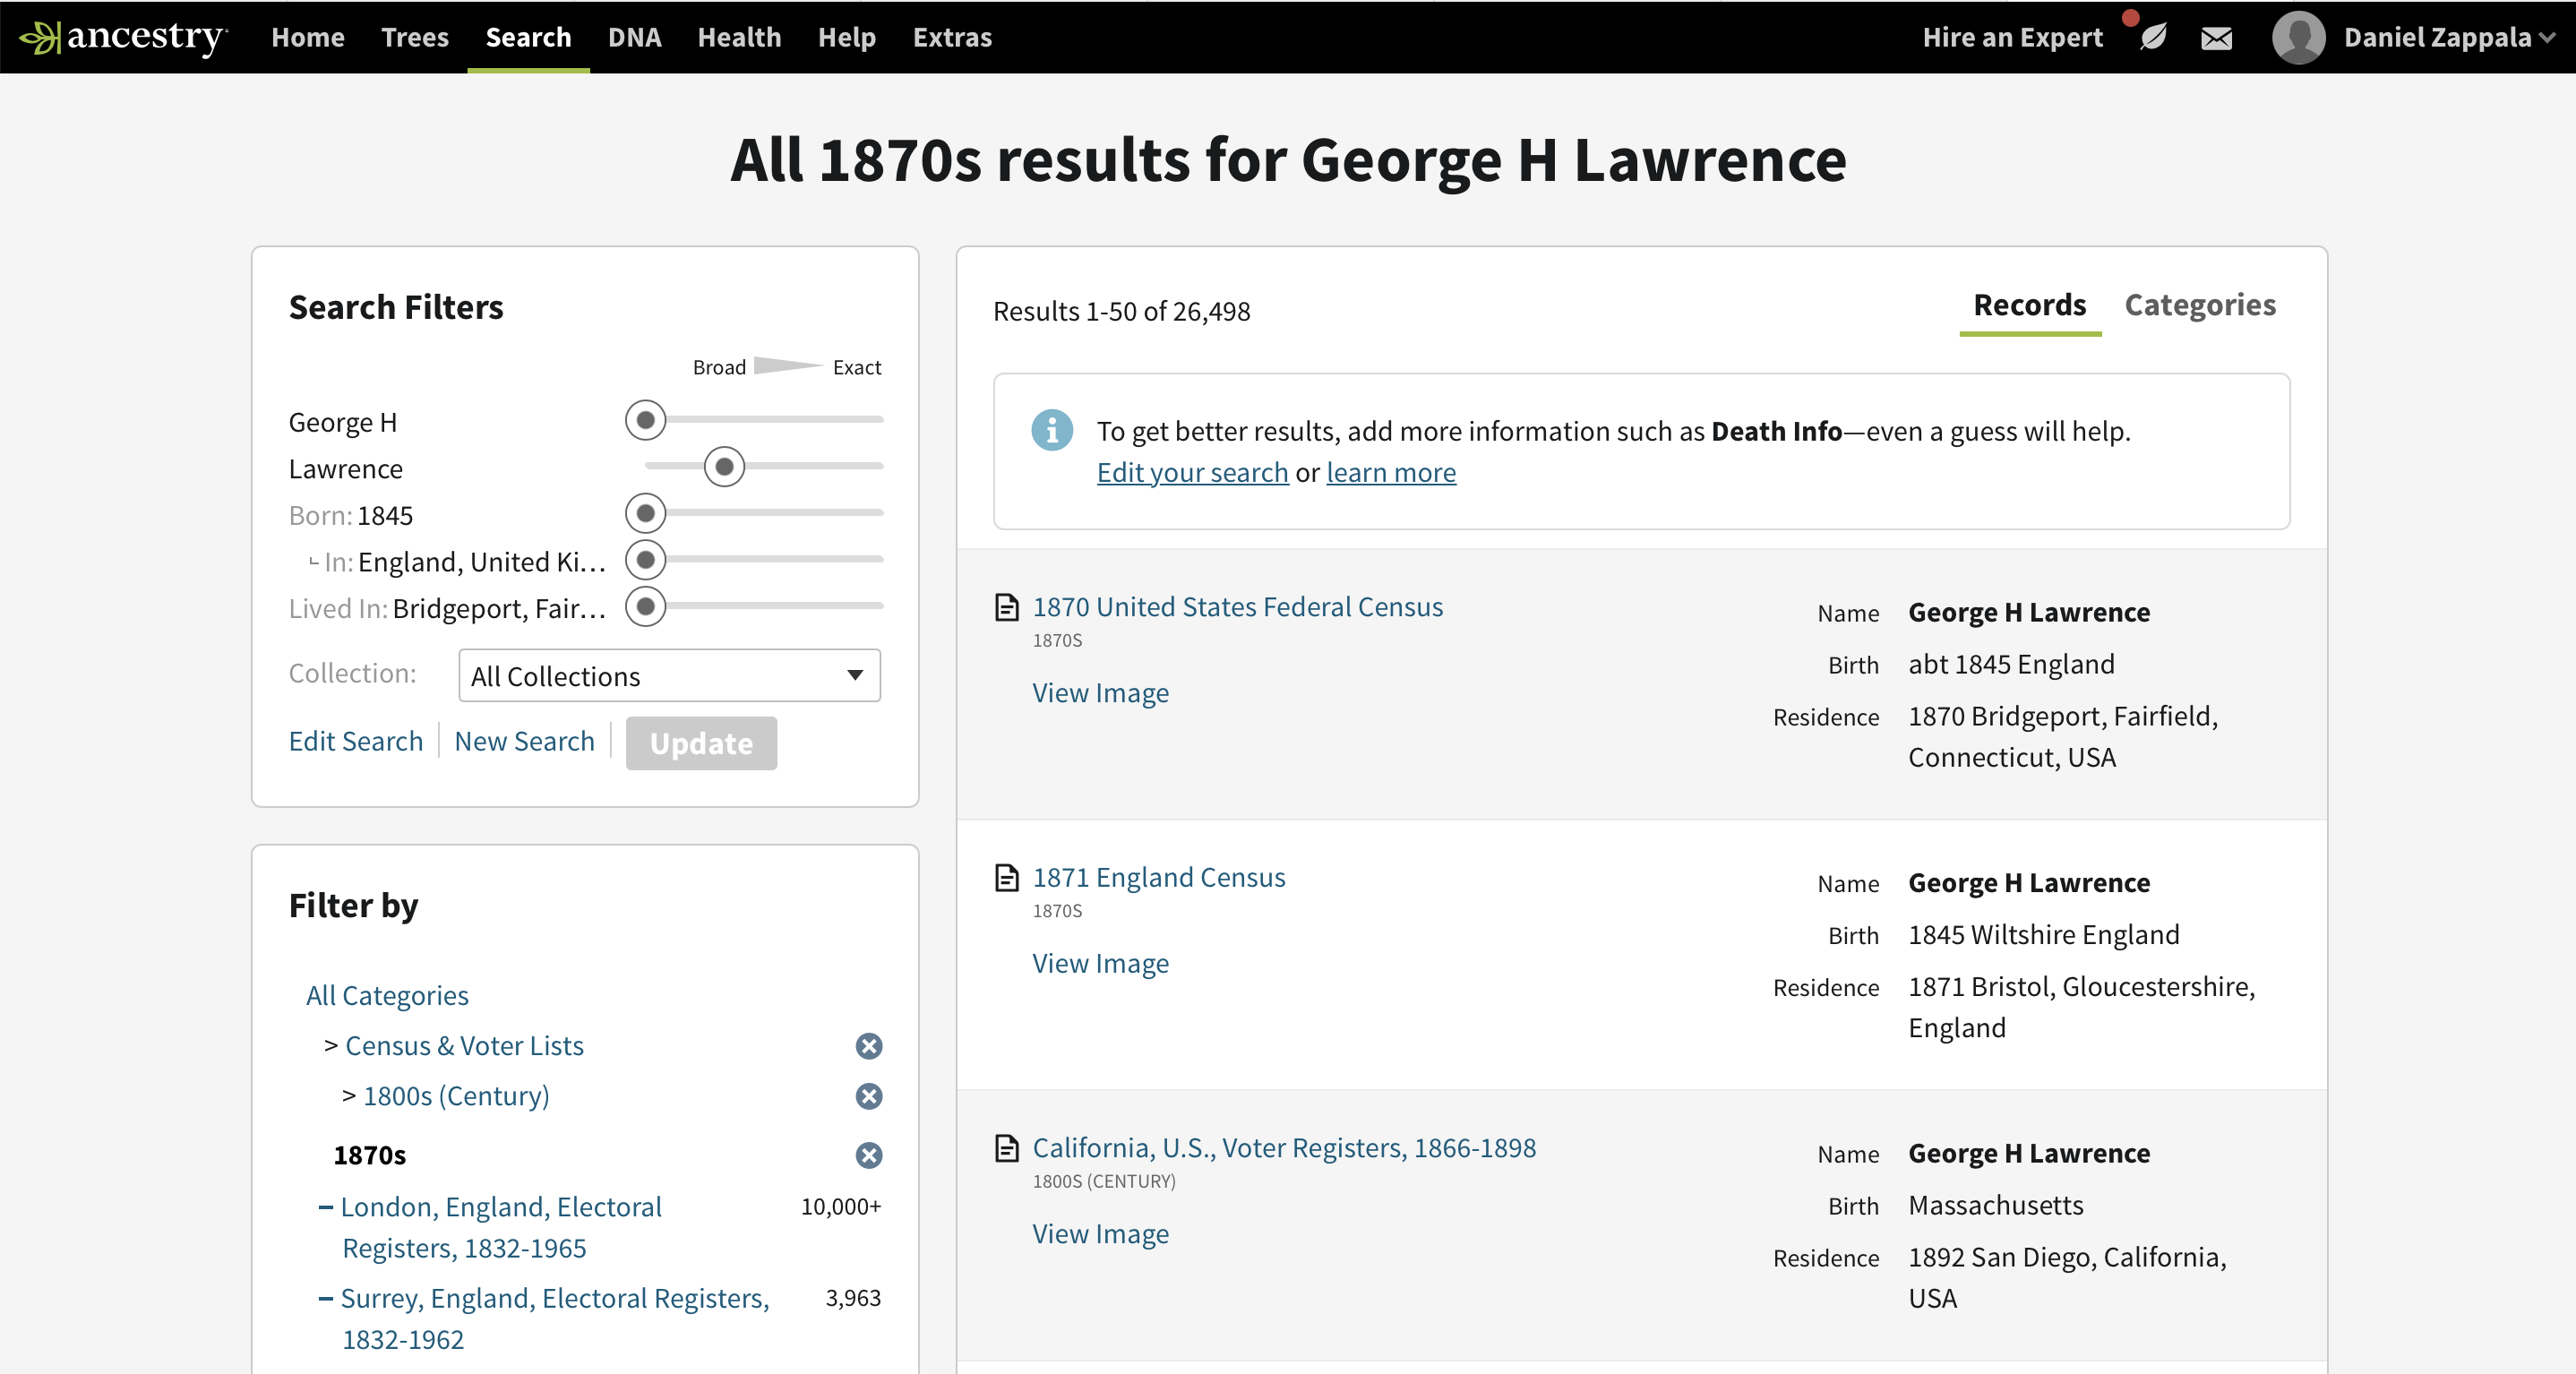 ancestry
Home Trees Search DNA Health Help Extras
Hire an Expert
Daniel Zappala
All 1870s results for George H Lawrence
Search Filters
Broad Exact
George H
Lawrence
Born: 1845
In: England, United Ki...
Lived In: Bridgeport, Fair...
Collection: All Collections
Edit Search New Search Update
Filter by
All Categories
> Census & Voter Lists
> 1800s (Century)
1870s
London, England, Electoral 10,000+
Registers, 1832-1965
Surrey, England, Electoral Registers, 3,963
1832-1962
Results 1-50 of 26,498
Records Categories
To get better results, add more information such as Death Info—even a guess will help.
Edit your search or learn more
1870 United States Federal Census
1870S
View Image
Name George H Lawrence
Birth abt 1845 England
Residence 1870 Bridgeport, Fairfield,
Connecticut, USA
1871 England Census
1870S
View Image
Name George H Lawrence
Birth 1845 Wiltshire England
Residence 1871 Bristol, Gloucestershire,
England
California, U.S., Voter Registers, 1866-1898
1800S (CENTURY)
View Image
Name George H Lawrence
Birth Massachusetts
Residence 1892 San Diego, California,
USA